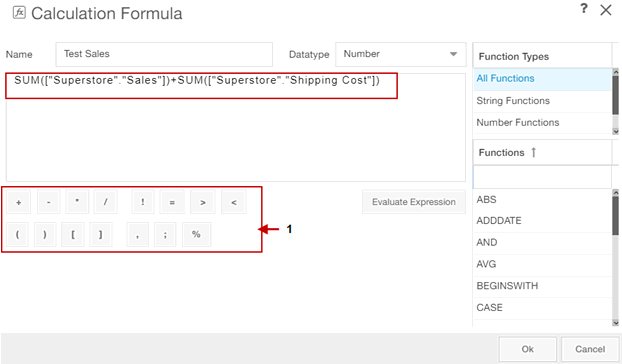 fx Calculation Formula ?
Name Test Sales Datatype Number
SUM(["Superstore"."Sales"])+SUM(["Superstore"."Shipping Cost"])
Function Types
All Functions
String Functions
Number Functions
Functions ↑
+ - * / ! = > <
Evaluate Expression
( ) [ ] , ; %
1
ABS
ADDDATE
AND
AVG
BEGINSWITH
CASE
Ok Cancel